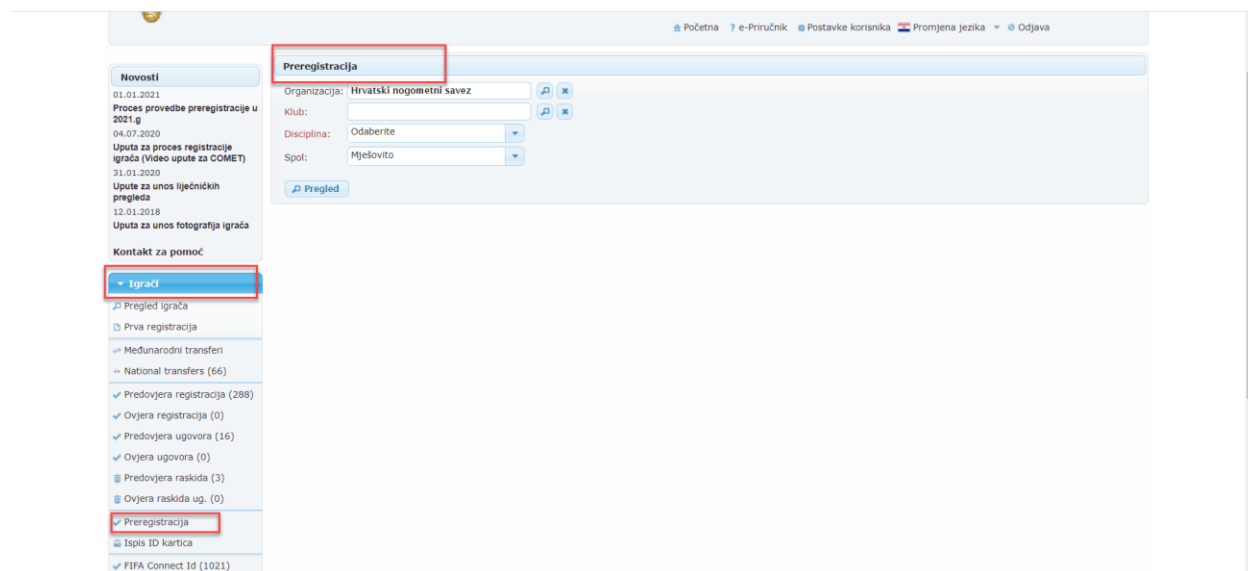 Početna ? e-Priručnik Postavke korisnika Promjena jezika Odjava
Novosti
01.01.2021
Proces provedbe preregistracije u
2021.g
04.07.2020
Uputa za proces registracije
igrača (Video upute za COMET)
31.01.2020
Upute za unos liječničkih
pregleda
12.01.2018
Uputa za unos fotografija igrača
Kontakt za pomoć
Igrači
Pregled igrača
Prva registracija
Međunarodni transferi
National transfers (66)
Predovjera registracija (288)
Ovjera registracija (0)
Predovjera ugovora (16)
Ovjera ugovora (0)
Predovjera raskida (3)
Ovjera raskida ug. (0)
Preregistracija
Ispis ID kartica
FIFA Connect Id (1021)
Preregistracija
Organizacija: Hrvatski nogometni savez
Klub:
Disciplina: Odaberite
Spol: Mješovito
Pregled